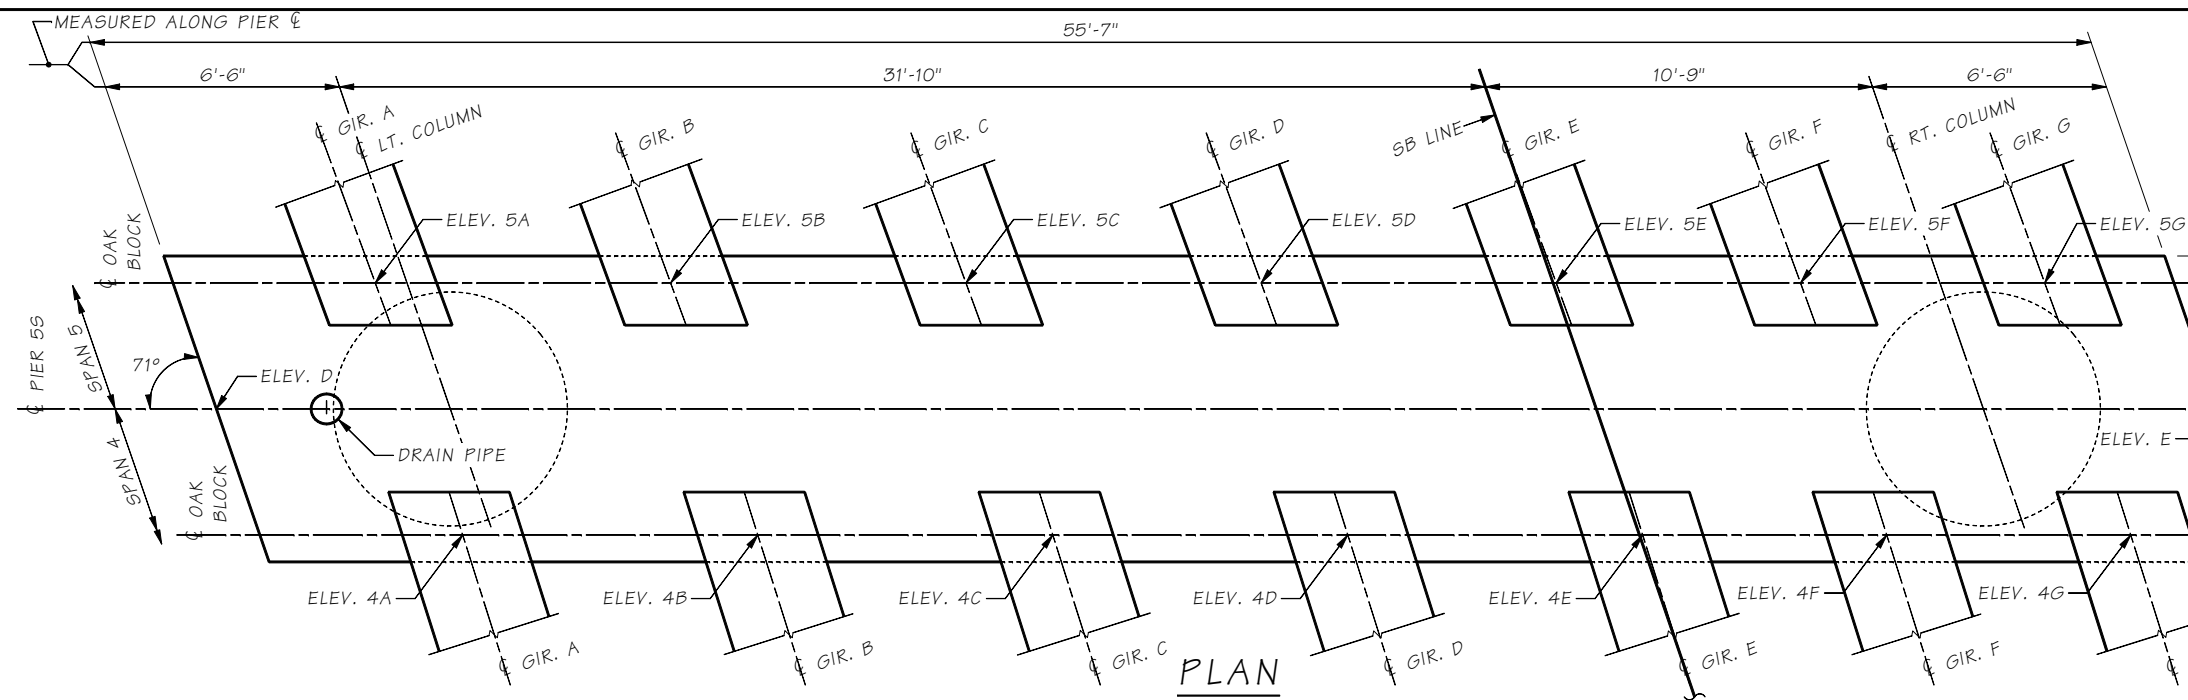 MEASURED ALONG PIER ℄
55'-7"
6'-6"
31'-10"
10'-9"
6'-6"
℄ GIR. A
℄ LT. COLUMN
℄ GIR. B
℄ GIR. C
℄ GIR. D
SB LINE
℄ GIR. E
℄ GIR. F
℄ RT. COLUMN
℄ GIR. G
ELEV. 5A
ELEV. 5B
ELEV. 5C
ELEV. 5D
ELEV. 5E
ELEV. 5F
ELEV. 5G
℄ OAK
BLOCK
℄ PIER 5S
SPAN 5
71°
ELEV. D
SPAN 4
DRAIN PIPE
ELEV. E
℄ OAK
BLOCK
ELEV. 4A
ELEV. 4B
ELEV. 4C
ELEV. 4D
ELEV. 4E
ELEV. 4F
ELEV. 4G
℄ GIR. A
℄ GIR. B
℄ GIR. C
℄ GIR. D
℄ GIR. E
℄ GIR. F
℄
PLAN